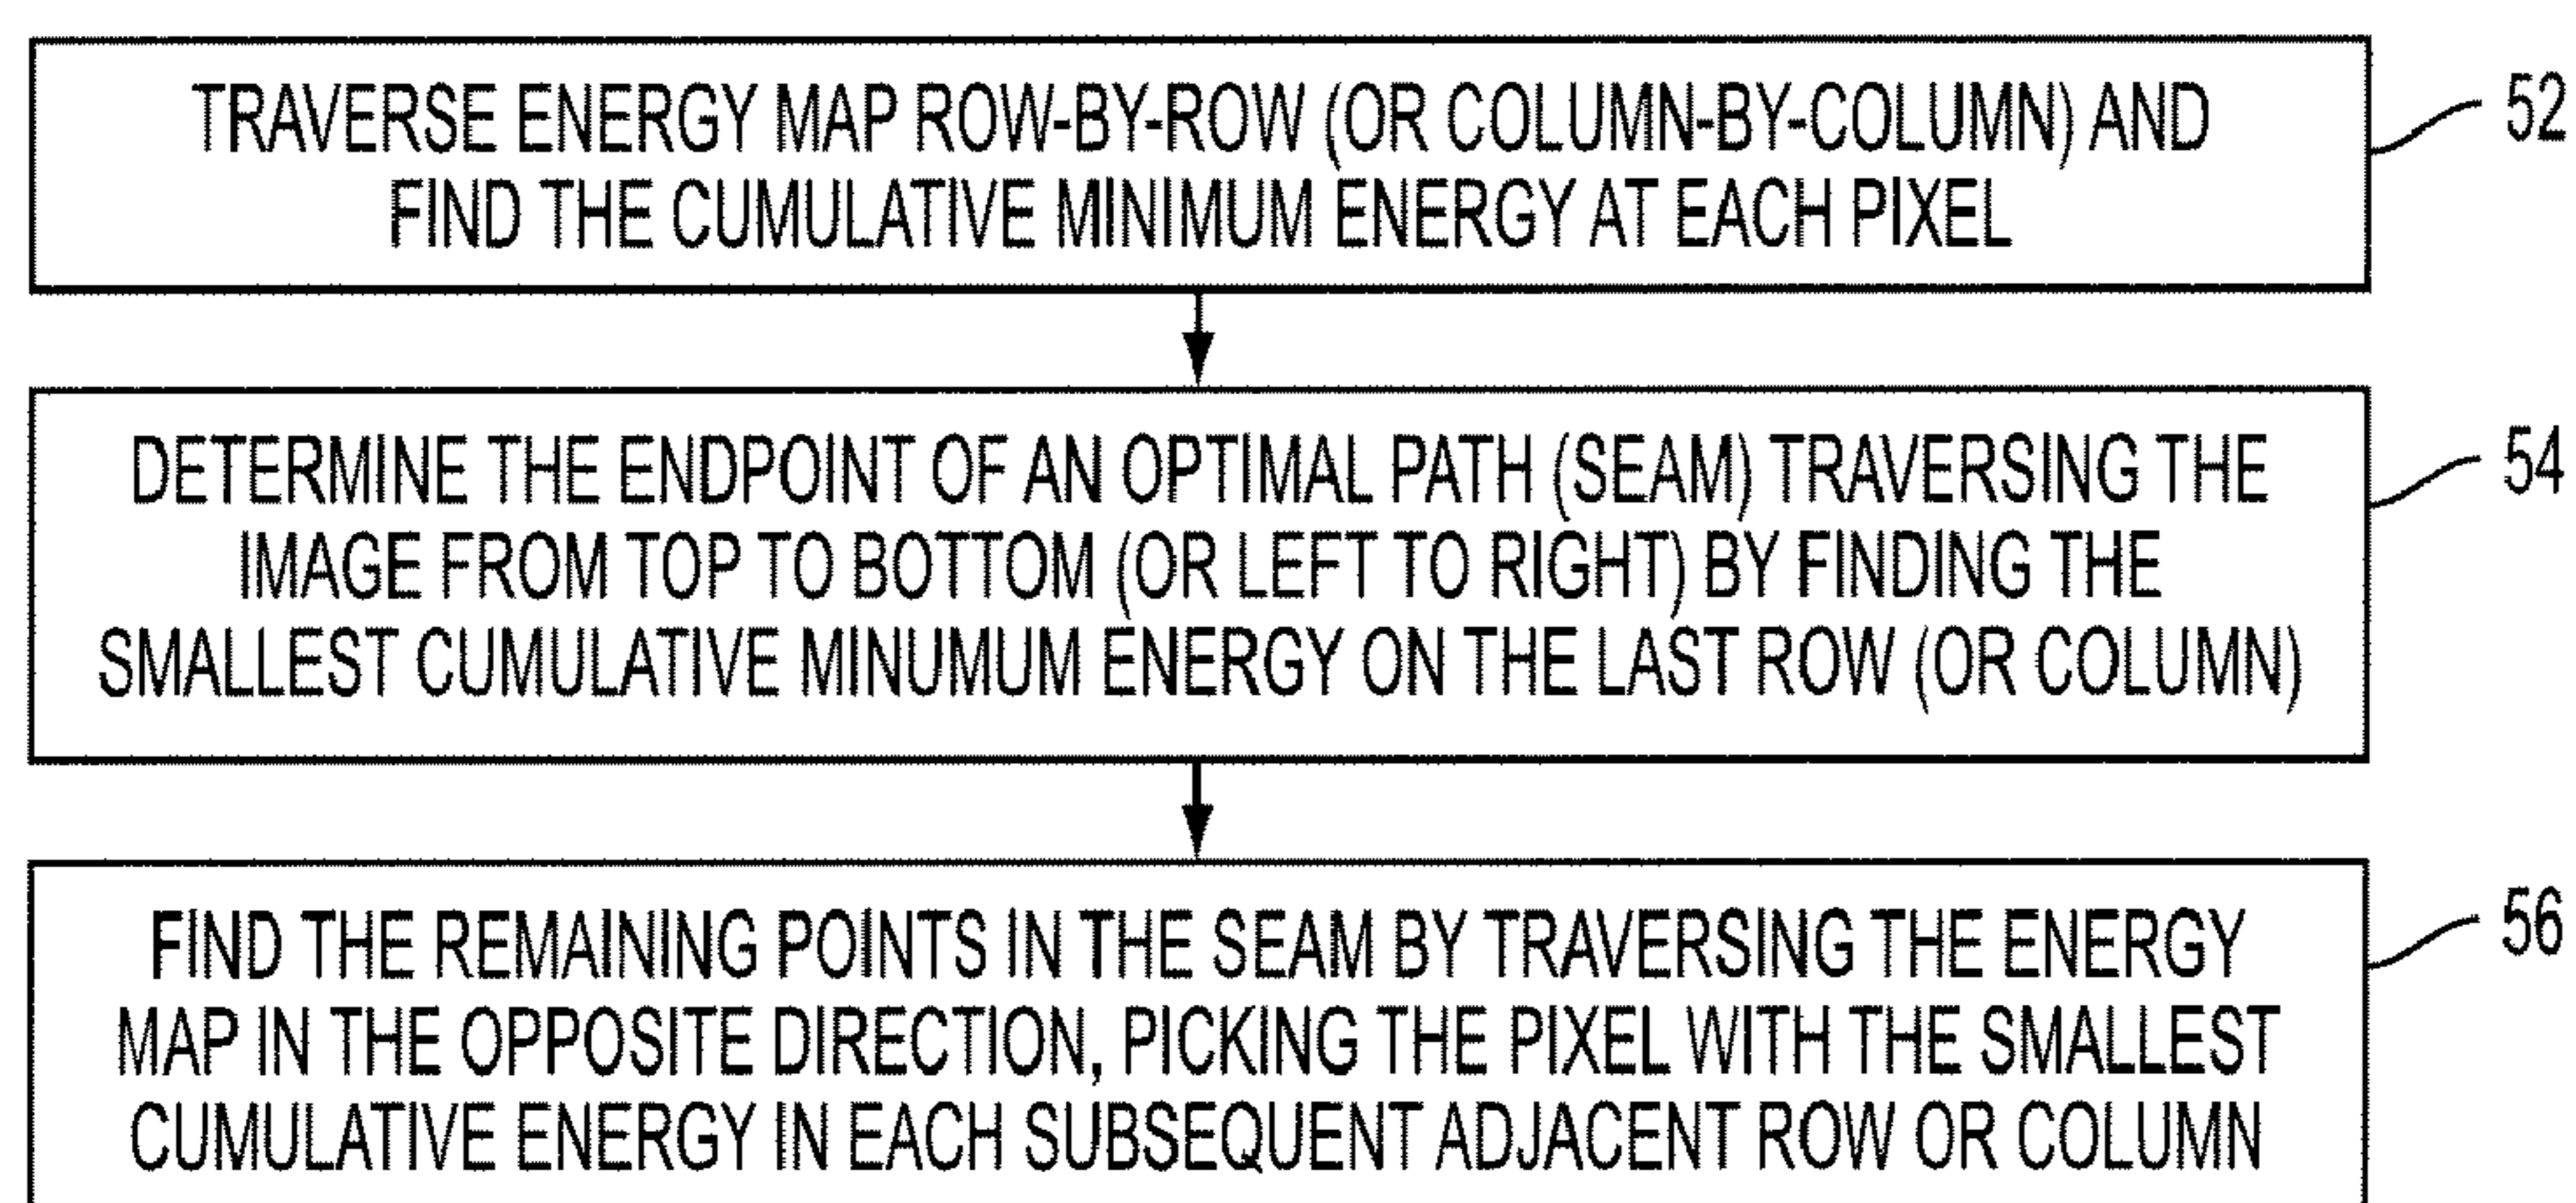 TRAVERSE ENERGY MAP ROW-BY-ROW (OR COLUMN-BY-COLUMN) AND
FIND THE CUMULATIVE MINIMUM ENERGY AT EACH PIXEL
52
DETERMINE THE ENDPOINT OF AN OPTIMAL PATH (SEAM) TRAVERSING THE
IMAGE FROM TOP TO BOTTOM (OR LEFT TO RIGHT) BY FINDING THE
SMALLEST CUMULATIVE MINUMUM ENERGY ON THE LAST ROW (OR COLUMN)
54
FIND THE REMAINING POINTS IN THE SEAM BY TRAVERSING THE ENERGY
MAP IN THE OPPOSITE DIRECTION, PICKING THE PIXEL WITH THE SMALLEST
CUMULATIVE ENERGY IN EACH SUBSEQUENT ADJACENT ROW OR COLUMN
56